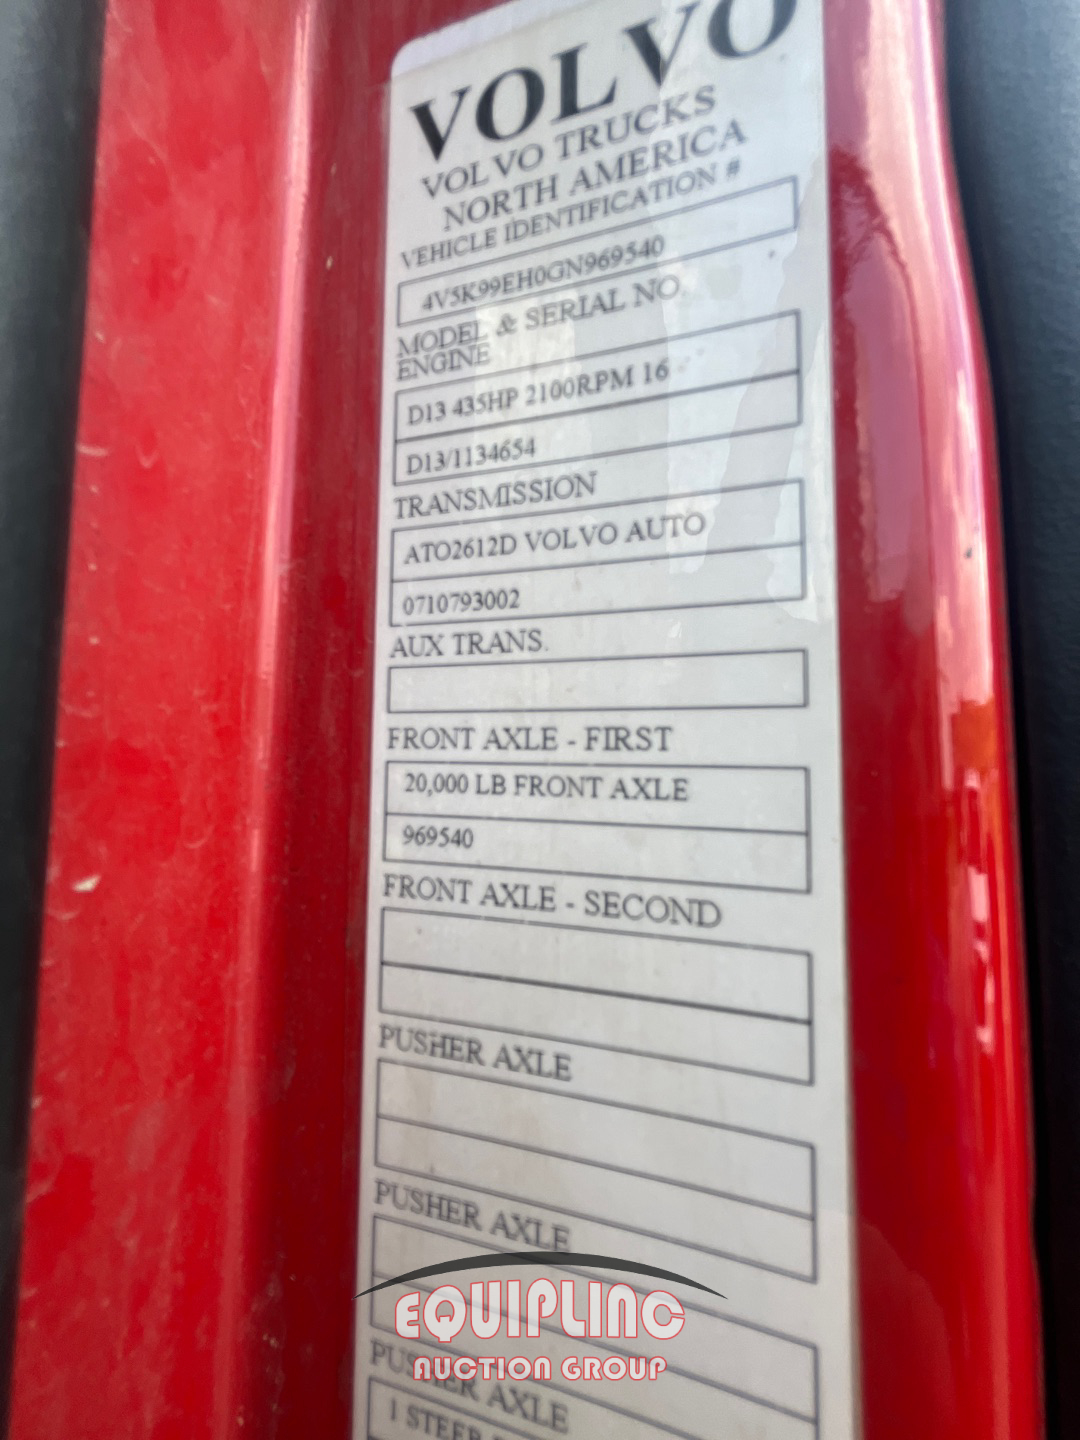 VOLVO
VOLVO TRUCKS
NORTH AMERICA
VEHICLE IDENTIFICATION #
4V5K99EH0GN969540
MODEL & SERIAL NO.
ENGINE
D13 435HP 2100RPM 16
D13/1134654
TRANSMISSION
ATO2612D VOLVO AUTO
0710793002
AUX TRANS.
FRONT AXLE - FIRST
20,000 LB FRONT AXLE
969540
FRONT AXLE - SECOND
PUSHER AXLE
PUSHER AXLE
EQUIPLINC
AUCTION GROUP
PUSHER AXLE
1 STEER